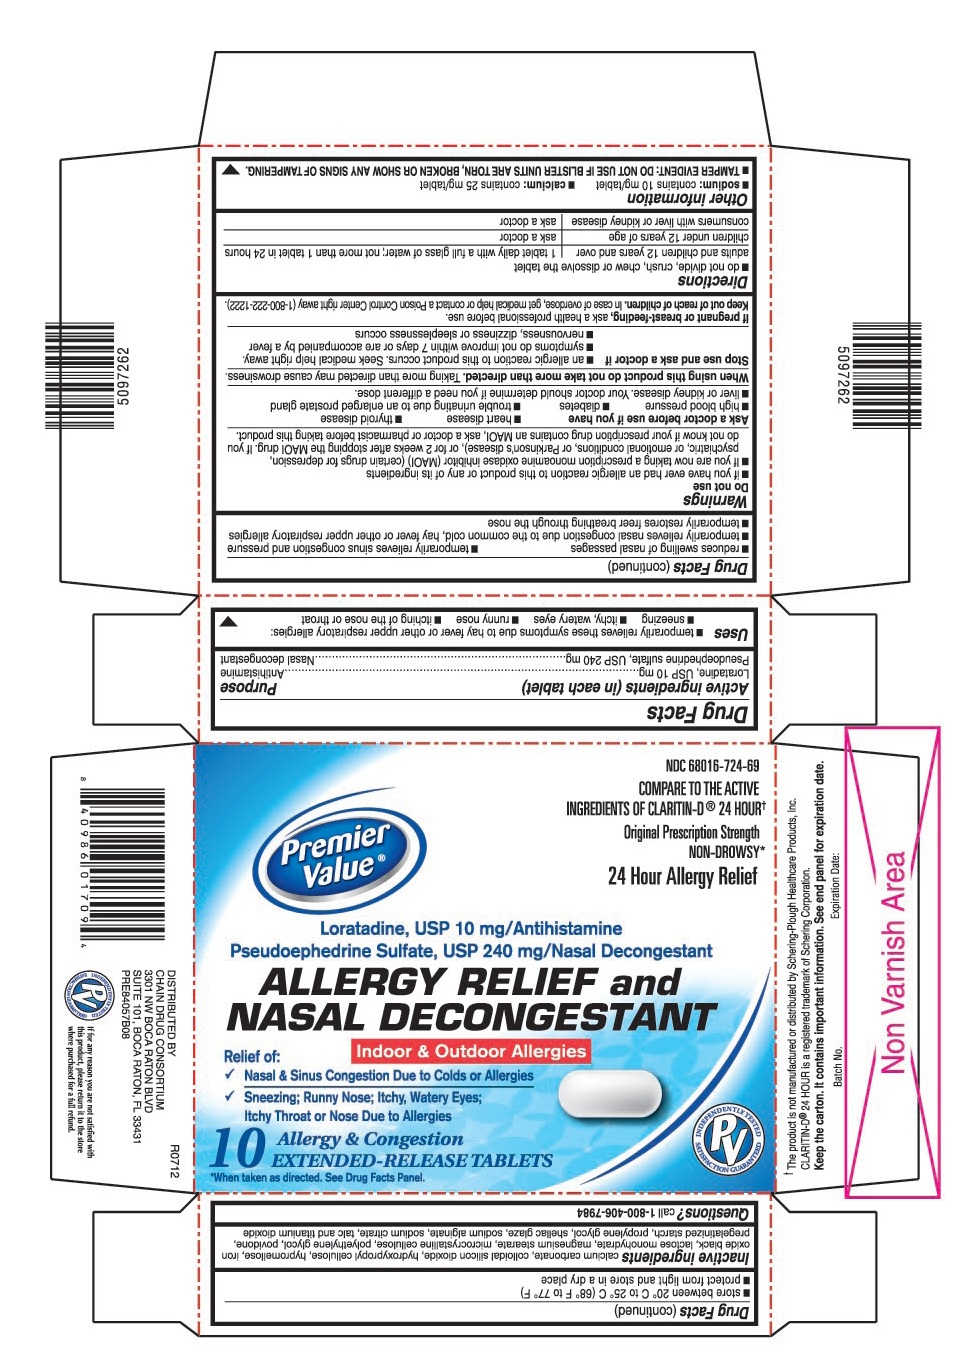 NDC 68016-724-69
COMPARE TO THE ACTIVE
INGREDIENTS OF CLARITIN-D® 24 HOUR†
Original Prescription Strength
NON-DROWSY*
24 Hour Allergy Relief
Premier
Value®
Loratadine, USP 10 mg/Antihistamine
Pseudoephedrine Sulfate, USP 240 mg/Nasal Decongestant
ALLERGY RELIEF and
NASAL DECONGESTANT
Indoor & Outdoor Allergies
Relief of:
✓ Nasal & Sinus Congestion Due to Colds or Allergies
✓ Sneezing; Runny Nose; Itchy, Watery Eyes;
Itchy Throat or Nose Due to Allergies
10 Allergy & Congestion
EXTENDED-RELEASE TABLETS
*When taken as directed. See Drug Facts Panel.
INDEPENDENTLY TESTED
PV
SATISFACTION GUARANTEED
Drug Facts
Active ingredients (in each tablet) Purpose
Loratadine, USP 10 mg Antihistamine
Pseudoephedrine sulfate, USP 240 mg Nasal decongestant
Uses ■ temporarily relieves these symptoms due to hay fever or other upper respiratory allergies:
■ sneezing ■ itchy, watery eyes ■ runny nose ■ itching of the nose or throat
Drug Facts (continued)
■ reduces swelling of nasal passages ■ temporarily relieves sinus congestion and pressure
■ temporarily relieves nasal congestion due to the common cold, hay fever or other upper respiratory allergies
■ temporarily restores freer breathing through the nose
Warnings
Do not use
■ if you have ever had an allergic reaction to this product or any of its ingredients
■ if you are now taking a prescription monoamine oxidase inhibitor (MAOI) (certain drugs for depression,
psychiatric, or emotional conditions, or Parkinson's disease), or for 2 weeks after stopping the MAOI drug. If you
do not know if your prescription drug contains an MAOI, ask a doctor or pharmacist before taking this product.
Ask a doctor before use if you have ■ heart disease ■ thyroid disease
■ high blood pressure ■ diabetes ■ trouble urinating due to an enlarged prostate gland
■ liver or kidney disease. Your doctor should determine if you need a different dose.
When using this product do not take more than directed. Taking more than directed may cause drowsiness.
Stop use and ask a doctor if ■ an allergic reaction to this product occurs. Seek medical help right away.
■ symptoms do not improve within 7 days or are accompanied by a fever
■ nervousness, dizziness or sleeplessness occurs
If pregnant or breast-feeding, ask a health professional before use.
Keep out of reach of children. In case of overdose, get medical help or contact a Poison Control Center right away (1-800-222-1222).
Directions
■ do not divide, crush, chew or dissolve the tablet
adults and children 12 years and over 1 tablet daily with a full glass of water; not more than 1 tablet in 24 hours
children under 12 years of age ask a doctor
consumers with liver or kidney disease ask a doctor
Other information
■ sodium: contains 10 mg/tablet ■ calcium: contains 25 mg/tablet
■ TAMPER EVIDENT: DO NOT USE IF BLISTER UNITS ARE TORN, BROKEN OR SHOW ANY SIGNS OF TAMPERING.
Drug Facts (continued)
■ store between 20° C to 25° C (68° F to 77° F)
■ protect from light and store in a dry place
Inactive ingredients calcium carbonate, colloidal silicon dioxide, hydroxypropyl cellulose, hypromellose, iron
oxide black, lactose monohydrate, magnesium stearate, microcrystalline cellulose, polyethylene glycol, povidone,
pregelatinized starch, propylene glycol, shellac glaze, sodium alginate, sodium citrate, talc and titanium dioxide
Questions? call 1-800-406-7984
5097262
5097262
8 40986 01709 4
DISTRIBUTED BY
CHAIN DRUG CONSORTIUM
3301 NW BOCA RATON BLVD
SUITE 101, BOCA RATON, FL 33431
PRE84057B08
R0712
INDEPENDENTLY TESTED
PV
SATISFACTION GUARANTEED
If for any reason you are not satisfied with
this product, please return it to the store
where purchased for a full refund.
† The product is not manufactured or distributed by Schering-Plough Healthcare Products, Inc.
CLARITIN-D® 24 HOUR is a registered trademark of Schering Corporation.
Keep the carton. It contains important information. See end panel for expiration date.
Batch No. Expiration Date:
Non Varnish Area